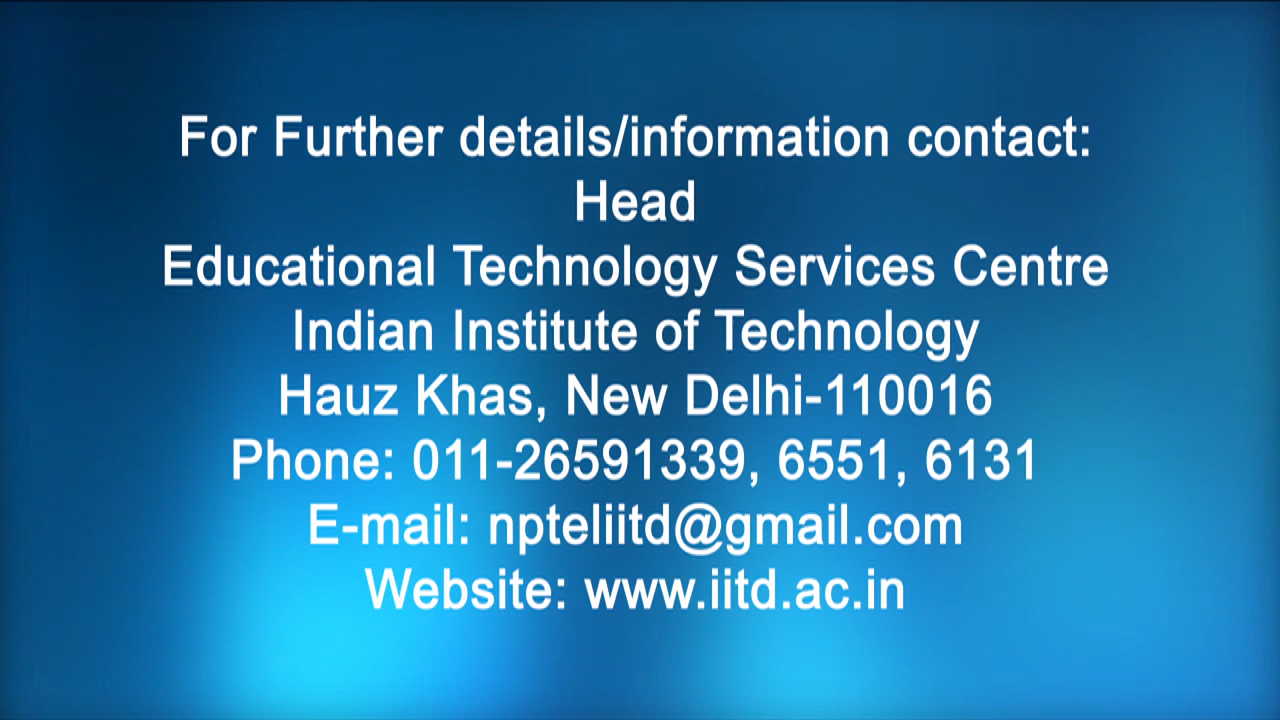 For Further details/information contact:
Head
Educational Technology Services Centre
Indian Institute of Technology
Hauz Khas, New Delhi-110016
Phone: 011-26591339, 6551, 6131
E-mail: npteliitd@gmail.com
Website: www.iitd.ac.in